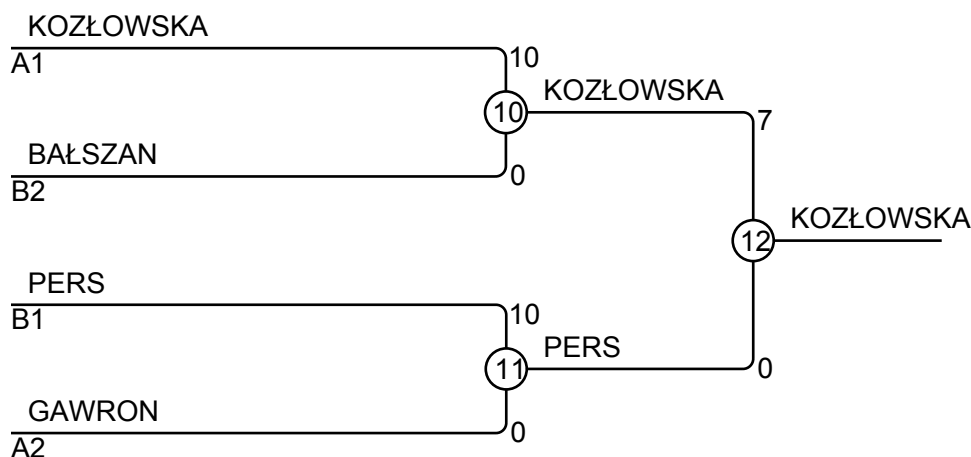 KOZŁOWSKA
A1
10
10
KOZŁOWSKA
7
BAŁSZAN
B2
0
12
KOZŁOWSKA
PERS
B1
10
11
PERS
0
GAWRON
A2
0